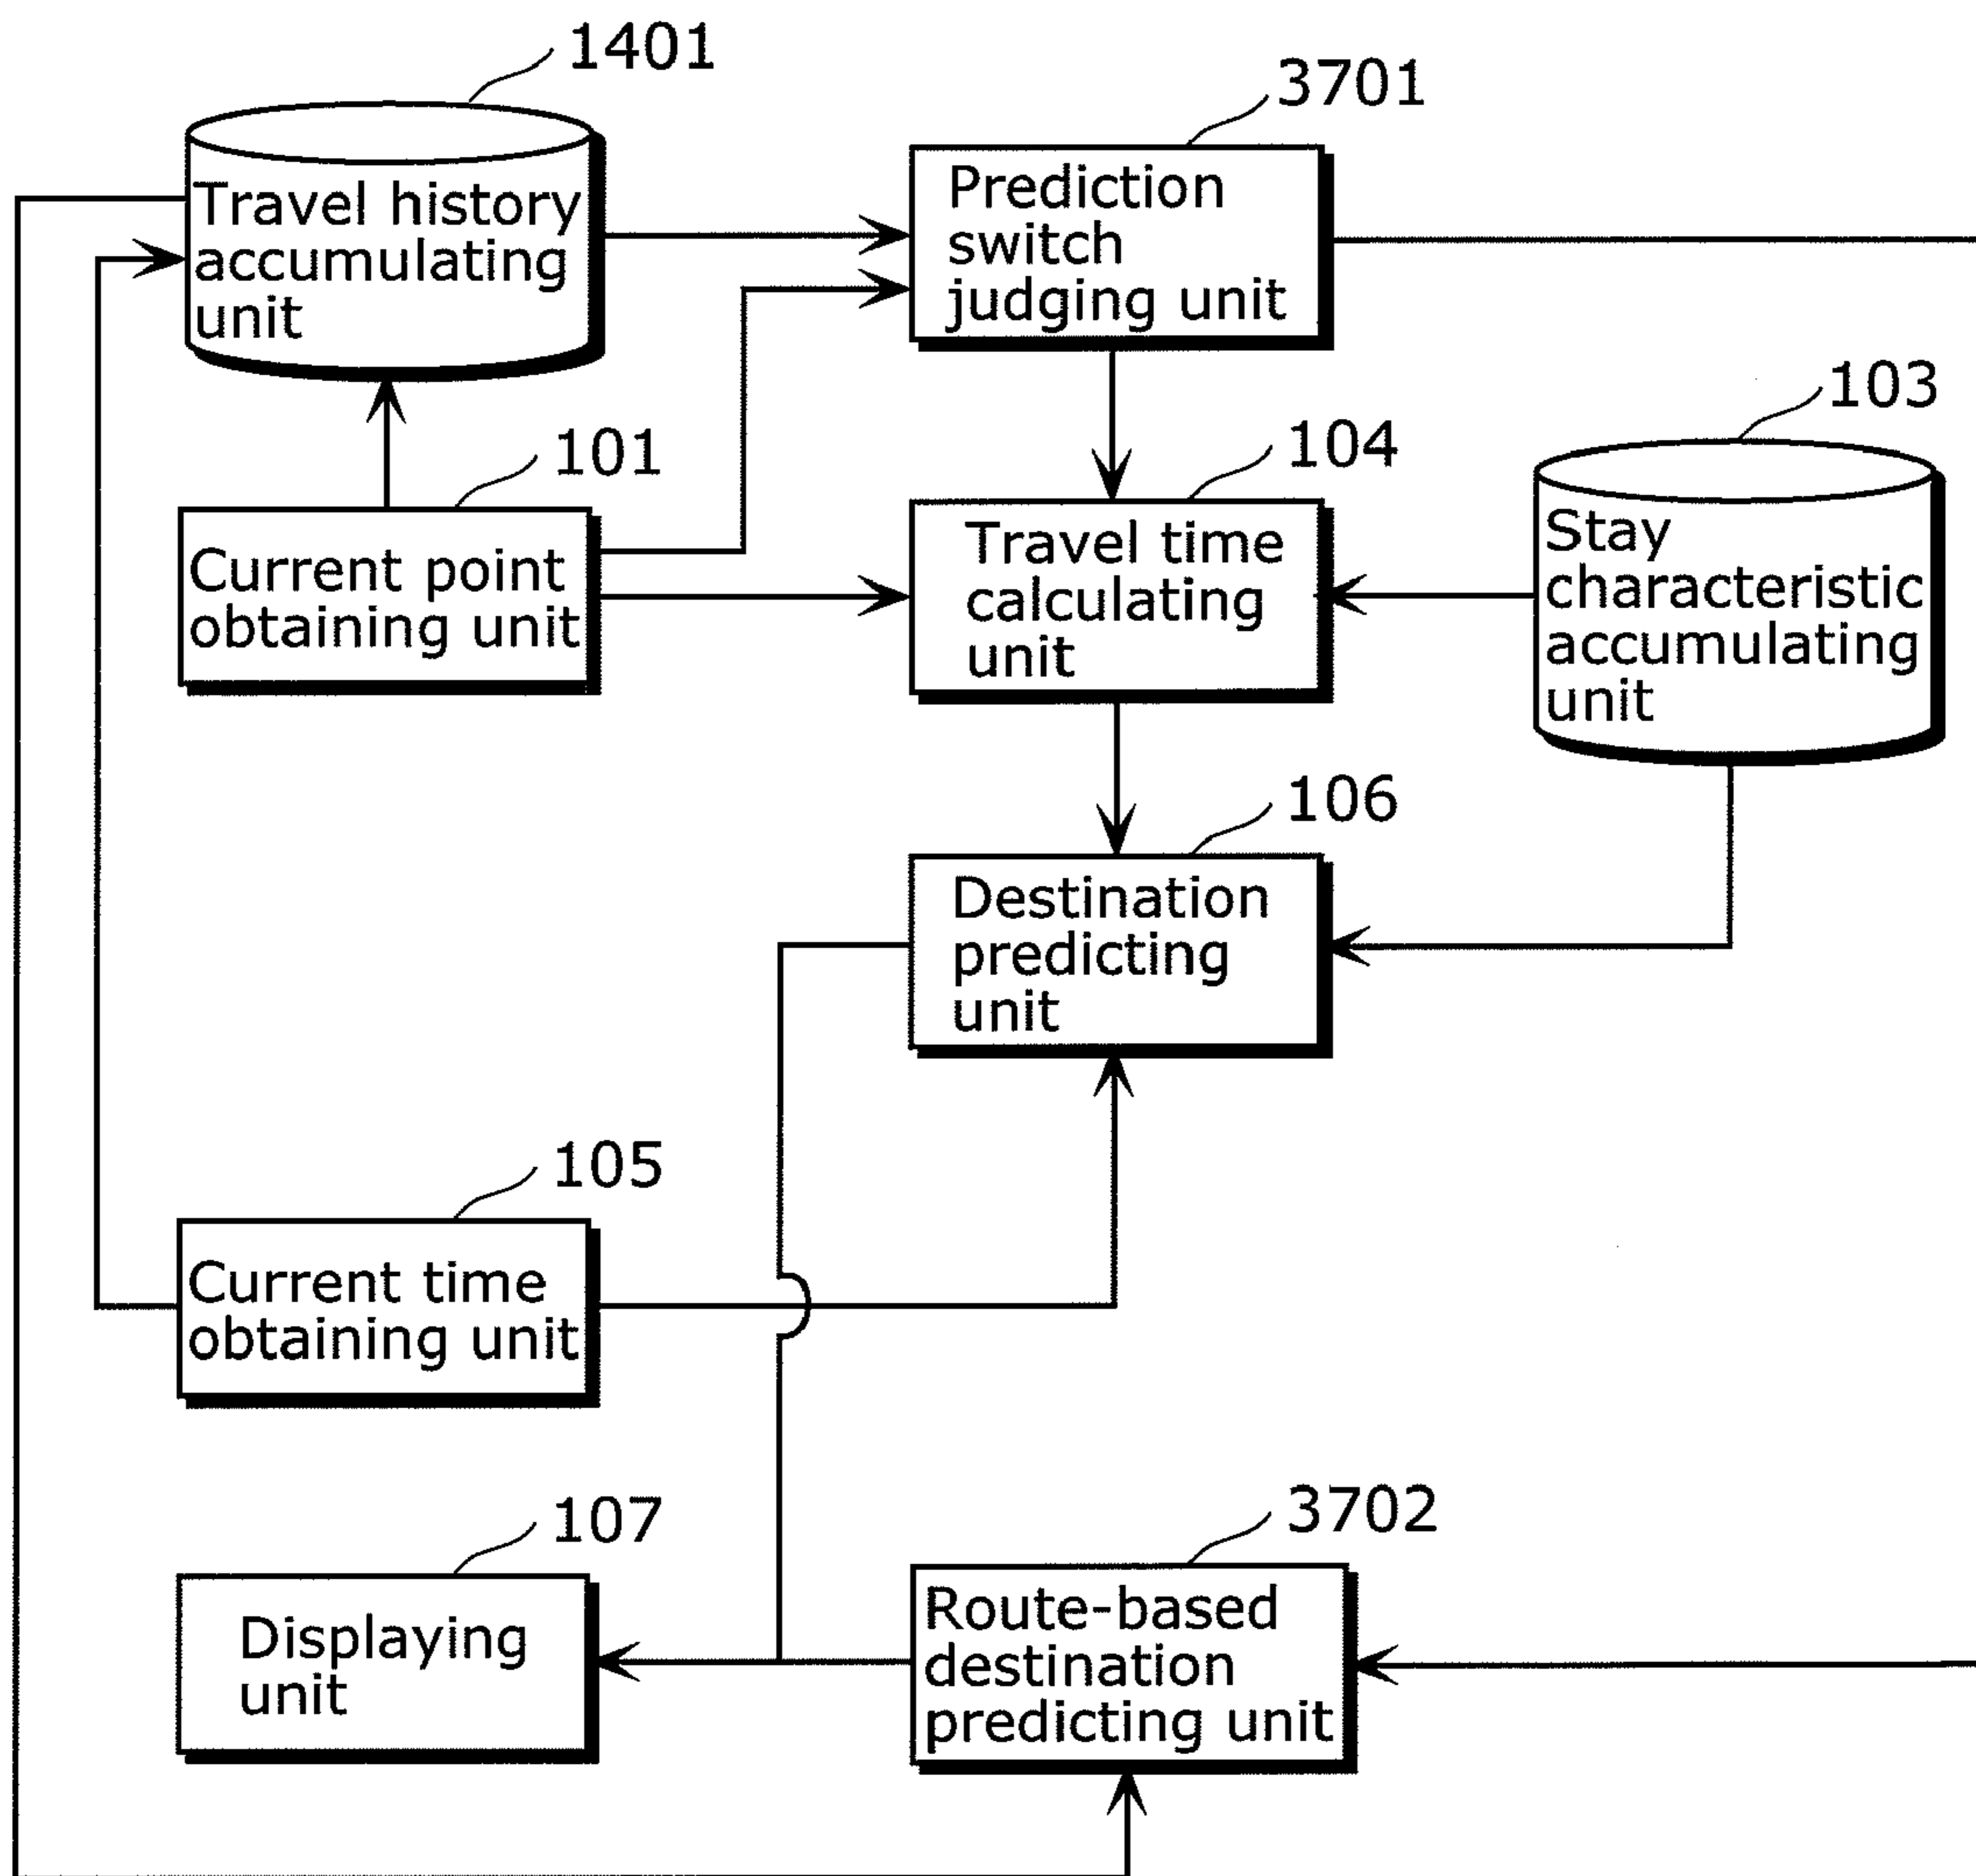 1401
Travel history
accumulating
unit
3701
Prediction
switch
judging unit
101
Current point
obtaining unit
104
Travel time
calculating
unit
103
Stay
characteristic
accumulating
unit
106
Destination
predicting
unit
105
Current time
obtaining unit
107
Displaying
unit
3702
Route-based
destination
predicting unit